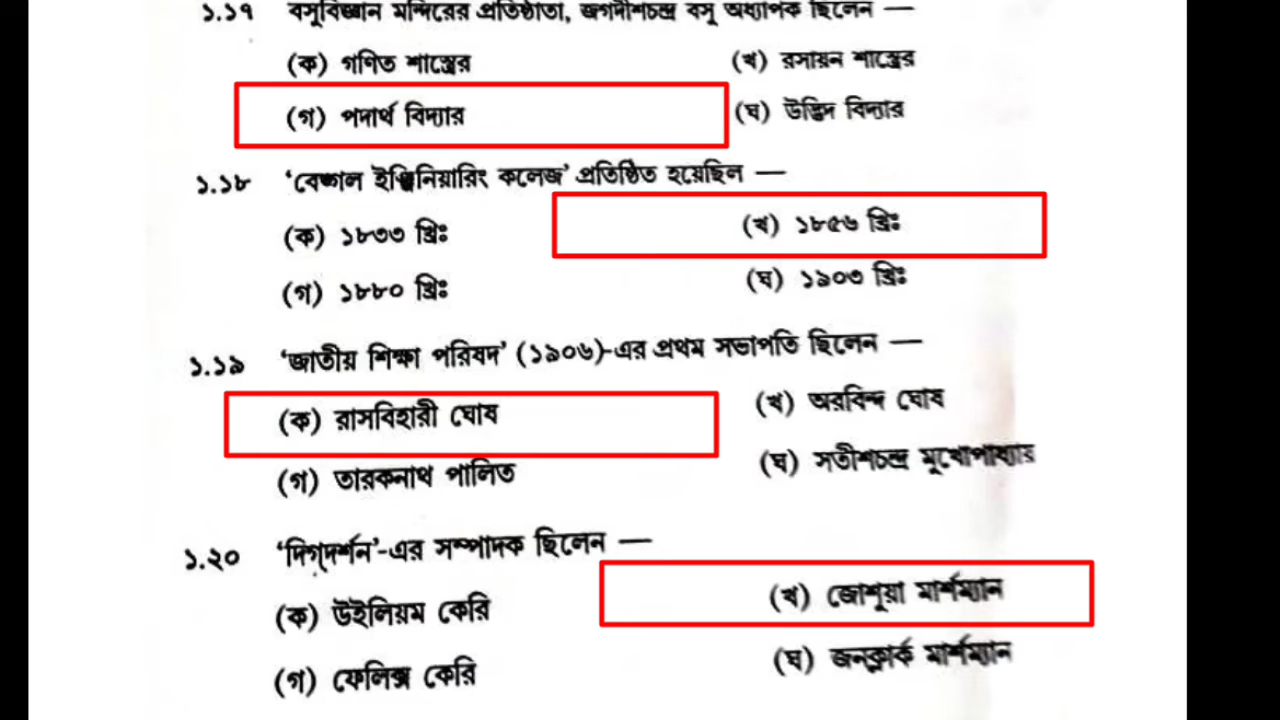 ১.১৭ বসুবিজ্ঞান মন্দিরের প্রতিষ্ঠাতা, জগদীশচন্দ্র বসু অধ্যাপক ছিলেন —
(ক) গণিত শাস্ত্রের (খ) রসায়ন শাস্ত্রের
(গ) পদার্থ বিদ্যার (ঘ) উদ্ভিদ বিদ্যার
১.১৮ ‘বেঙ্গল ইঞ্জিনিয়ারিং কলেজ’ প্রতিষ্ঠিত হয়েছিল —
(ক) ১৮৩৩ খ্রিঃ (খ) ১৮৫৬ খ্রিঃ
(গ) ১৮৮০ খ্রিঃ (ঘ) ১৯০৩ খ্রিঃ
১.১৯ ‘জাতীয় শিক্ষা পরিষদ’ (১৯০৬)-এর প্রথম সভাপতি ছিলেন —
(ক) রাসবিহারী ঘোষ (খ) অরবিন্দ ঘোষ
(গ) তারকনাথ পালিত (ঘ) সতীশচন্দ্র মুখোপাধ্যায়
১.২০ ‘দিগ্‌দর্শন’-এর সম্পাদক ছিলেন —
(ক) উইলিয়ম কেরি (খ) জোশূয়া মার্শম্যান
(গ) ফেলিক্স কেরি (ঘ) জনক্লার্ক মার্শম্যান